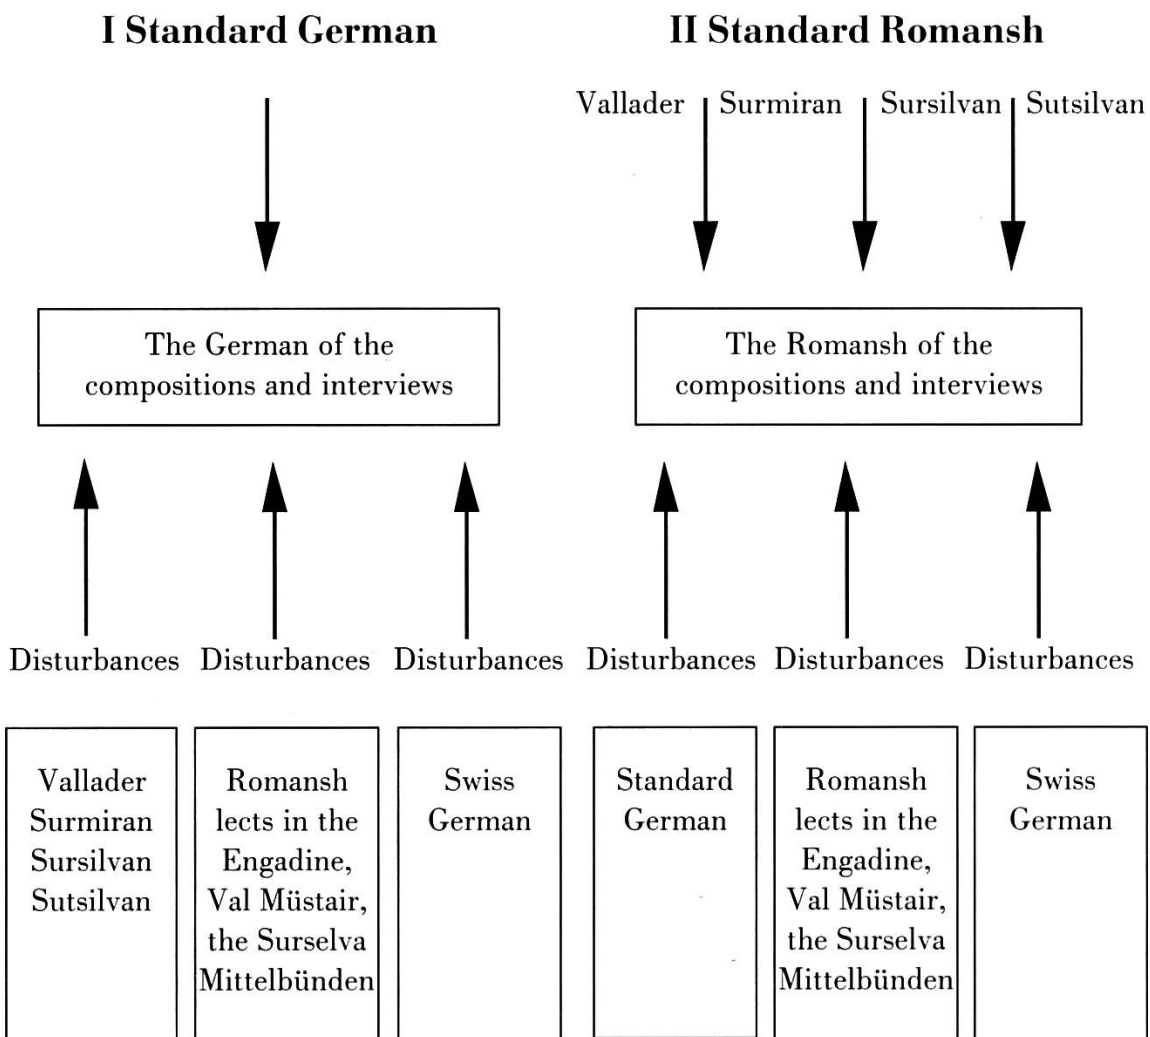 I Standard German
II Standard Romansh
Vallader
Surmiran
Sursilvan
Sutsilvan
The German of the
compositions and interviews
The Romansh of the
compositions and interviews
Disturbances
Disturbances
Disturbances
Disturbances
Disturbances
Disturbances
Vallader
Surmiran
Sursilvan
Sutsilvan
Romansh
lects in the
Engadine,
Val Müstair,
the Surselva
Mittelbünden
Swiss
German
Standard
German
Romansh
lects in the
Engadine,
Val Müstair,
the Surselva
Mittelbünden
Swiss
German